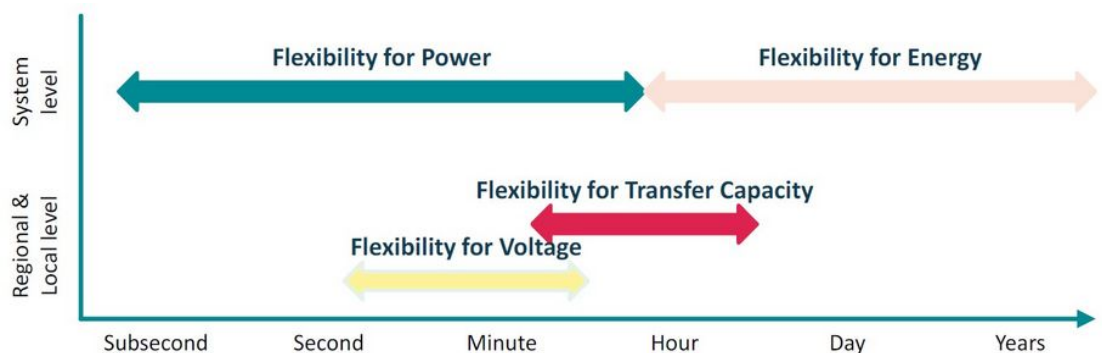 System
level
Flexibility for Power
Flexibility for Energy
Regional &
Local level
Flexibility for Transfer Capacity
Flexibility for Voltage
Subsecond Second Minute Hour Day Years